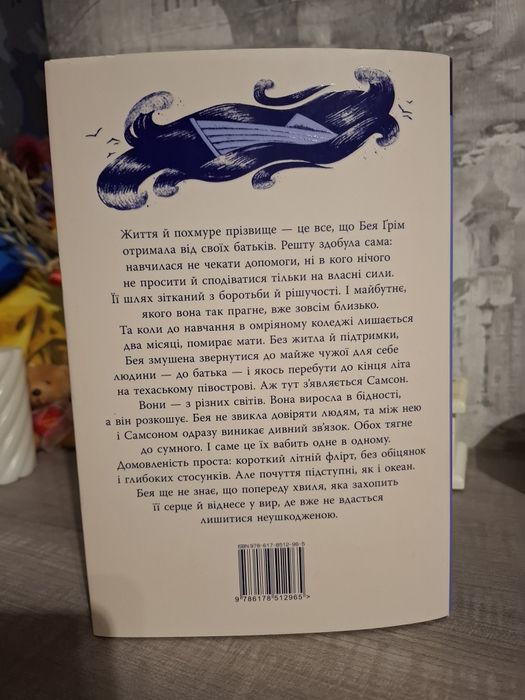 Життя й похмуре прізвище — це все, що Бея Ґрім
отримала від своїх батьків. Решту здобула сама:
навчилася не чекати допомоги, ні в кого нічого
не просити й сподіватися тільки на власні сили.
Її шлях зітканий з боротьби й рішучості. І майбутнє,
якого вона так прагне, вже зовсім близько.
Та коли до навчання в омріяному коледжі лишається
два місяці, помирає мати. Без житла й підтримки,
Бея змушена звернутися до майже чужої для себе
людини — до батька — і якось перебути до кінця літа
на техаському півострові. Аж тут з'являється Самсон.
Вони — з різних світів. Вона виросла в бідності,
а він розкошує. Бея не звикла довіряти людям, та між нею
і Самсоном одразу виникає дивний зв'язок. Обох тягне
до сумного. І саме це їх вабить одне в одному.
Домовленість проста: короткий літній флірт, без обіцянок
і глибоких стосунків. Але почуття підступні, як і океан.
Бея ще не знає, що попереду хвиля, яка захопить
її серце й віднесе у вир, де вже не вдасться
лишитися неушкодженою.
ISBN 978-617-8512-96-5
9 786178 512965 >